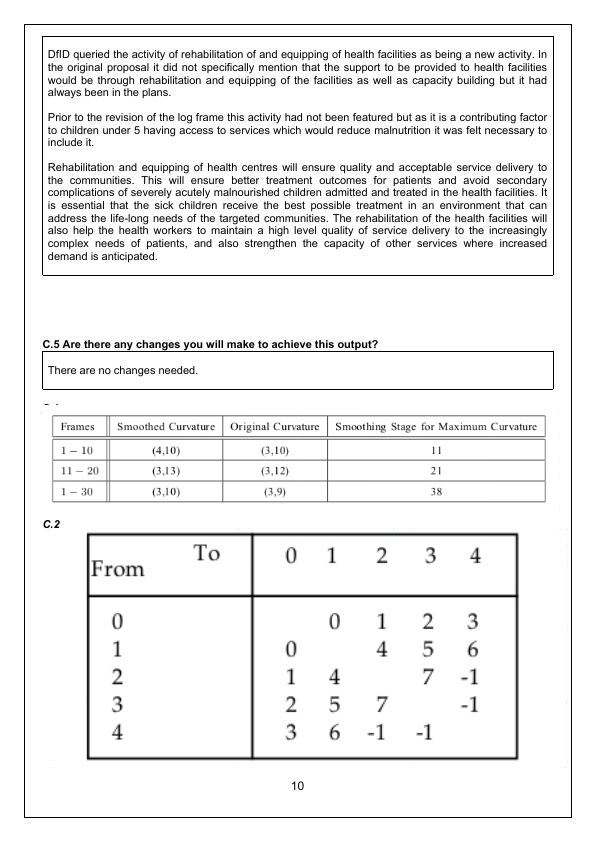 DfID queried the activity of rehabilitation of and equipping of health facilities as being a new activity. In
the original proposal it did not specifically mention that the support to be provided to health facilities
would be through rehabilitation and equipping of the facilities as well as capacity building but it had
always been in the plans.
Prior to the revision of the log frame this activity had not been featured but as it is a contributing factor
to children under 5 having access to services which would reduce malnutrition it was felt necessary to
include it.
Rehabilitation and equipping of health centres will ensure quality and acceptable service delivery to
the communities. This will ensure better treatment outcomes for patients and avoid secondary
complications of severely acutely malnourished children admitted and treated in the health facilities. It
is essential that the sick children receive the best possible treatment in an environment that can
address the life-long needs of the targeted communities. The rehabilitation of the health facilities will
also help the health workers to maintain a high level quality of service delivery to the increasingly
complex needs of patients, and also strengthen the capacity of other services where increased
demand is anticipated.
C.5 Are there any changes you will make to achieve this output?
There are no changes needed.
Frames Smoothed Curvature Original Curvature Smoothing Stage for Maximum Curvature
1 − 10 (4,10) (3,10) 11
11 − 20 (3,13) (3,12) 21
1 − 30 (3,10) (3,9) 38
C.2
To 0 1 2 3 4
From
0 0 1 2 3
1 0 4 5 6
2 1 4 7 -1
3 2 5 7 -1
4 3 6 -1 -1
10